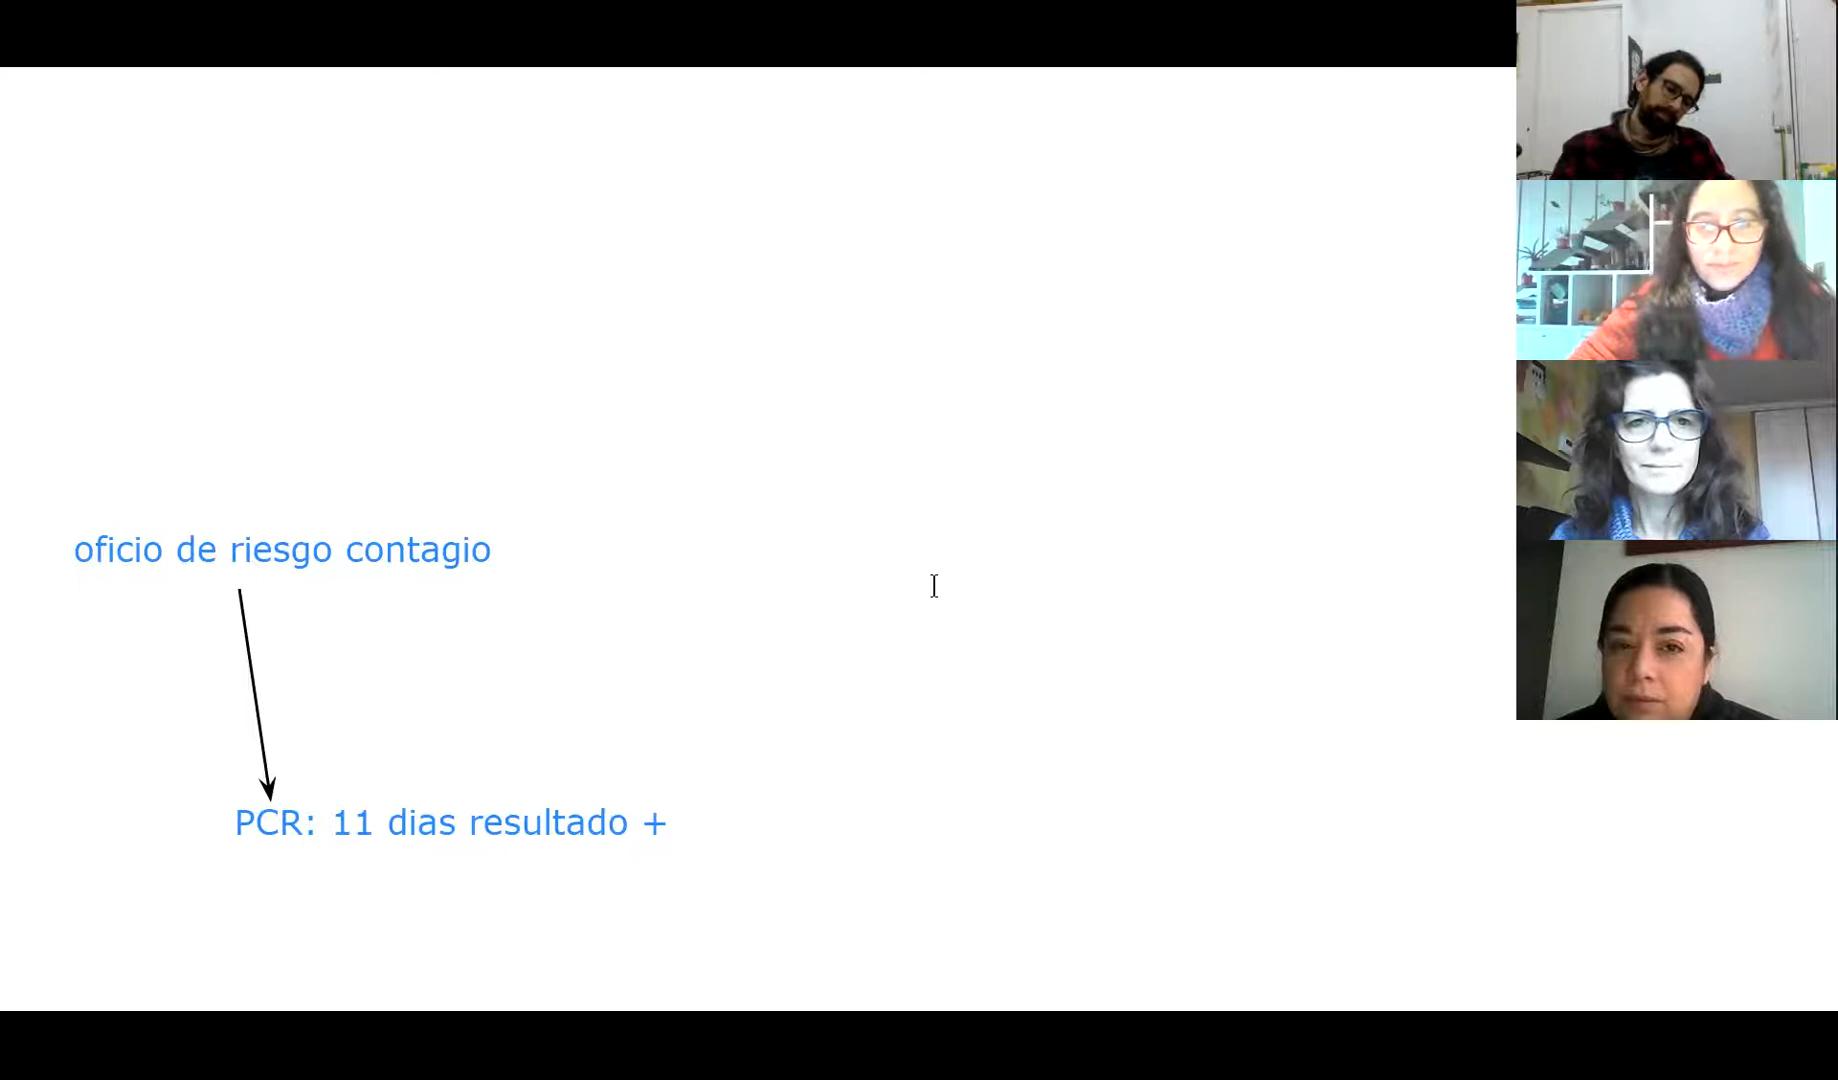 oficio de riesgo contagio
PCR: 11 dias resultado +